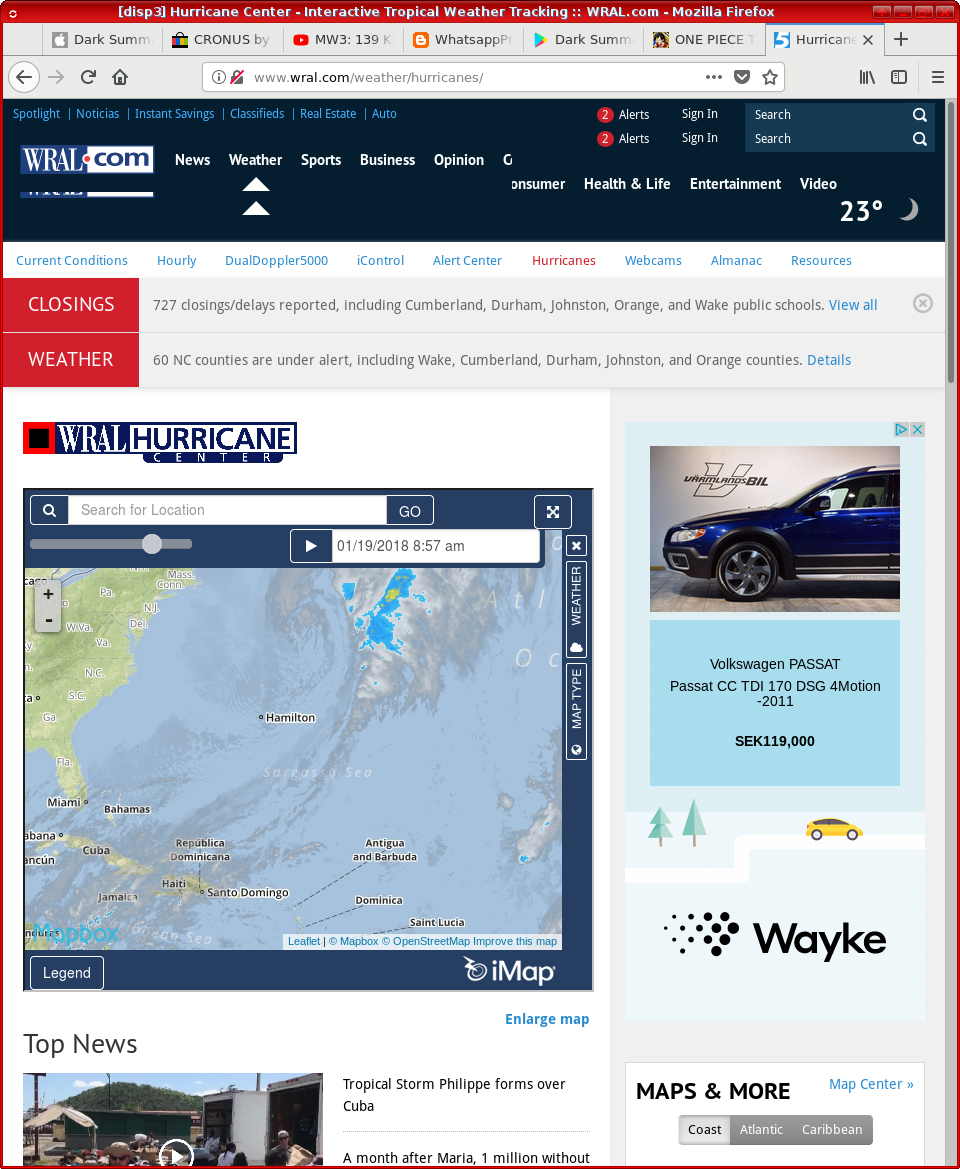 [disp3] Hurricane Center - Interactive Tropical Weather Tracking :: WRAL.com - Mozilla Firefox
Dark Summ
CRONUS by
MW3: 139 K
WhatsappPr
Dark Summ
ONE PIECE T
Hurricane
www.wral.com/weather/hurricanes/
Spotlight | Noticias | Instant Savings | Classifieds | Real Estate | Auto
2 Alerts Sign In Search
2 Alerts Sign In Search
WRAL.com
News Weather Sports Business Opinion
onsumer Health & Life Entertainment Video
23°
Current Conditions Hourly DualDoppler5000 iControl Alert Center Hurricanes Webcams Almanac Resources
CLOSINGS 727 closings/delays reported, including Cumberland, Durham, Johnston, Orange, and Wake public schools. View all
WEATHER 60 NC counties are under alert, including Wake, Cumberland, Durham, Johnston, and Orange counties. Details
WRAL HURRICANE
CENTER
Search for Location GO
01/19/2018 8:57 am
WEATHER
MAP TYPE
+
-
Mass.
Conn.
Pa.
N.J.
Del.
W.Va.
Va.
N.C.
S.C.
Ga.
Fla.
A t l
O c
Hamilton
Sargasso Sea
Miami
Bahamas
abana
Cuba
ancún
República
Dominicana
Antigua
and Barbuda
Haiti
Santo Domingo
Jamaica
Dominica
Saint Lucia
nduras
Mapbox
Leaflet | © Mapbox © OpenStreetMap Improve this map
Legend
iMap
Enlarge map
Top News
Tropical Storm Philippe forms over
Cuba
A month after Maria, 1 million without
VÄRMLANDSBIL
Volkswagen PASSAT
Passat CC TDI 170 DSG 4Motion
-2011
SEK119,000
Wayke
MAPS & MORE Map Center »
Coast Atlantic Caribbean